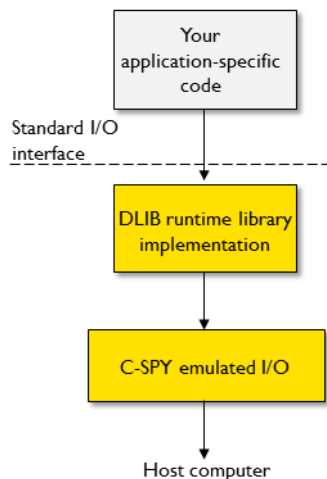 Your
application-specific
code
Standard I/O
interface
DLIB runtime library
implementation
C-SPY emulated I/O
Host computer